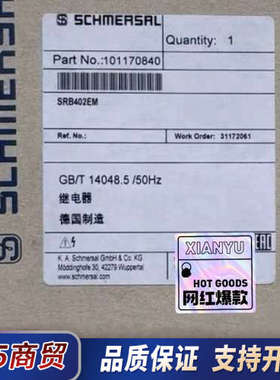 SCHMERSAL
SCHMERSAL
Quantity: 1
Part No.:101170840
SRB402EM
Ref. No.:
Work Order: 31172061
GB/T 14048.5 /50Hz
继电器
德国制造
K. A. Schmersal GmbH & Co. KG
Möddinghofe 30, 42279 Wuppertal
EAC
XIANYU
HOT GOODS
网红爆款
5商贸
品质保证
支持开